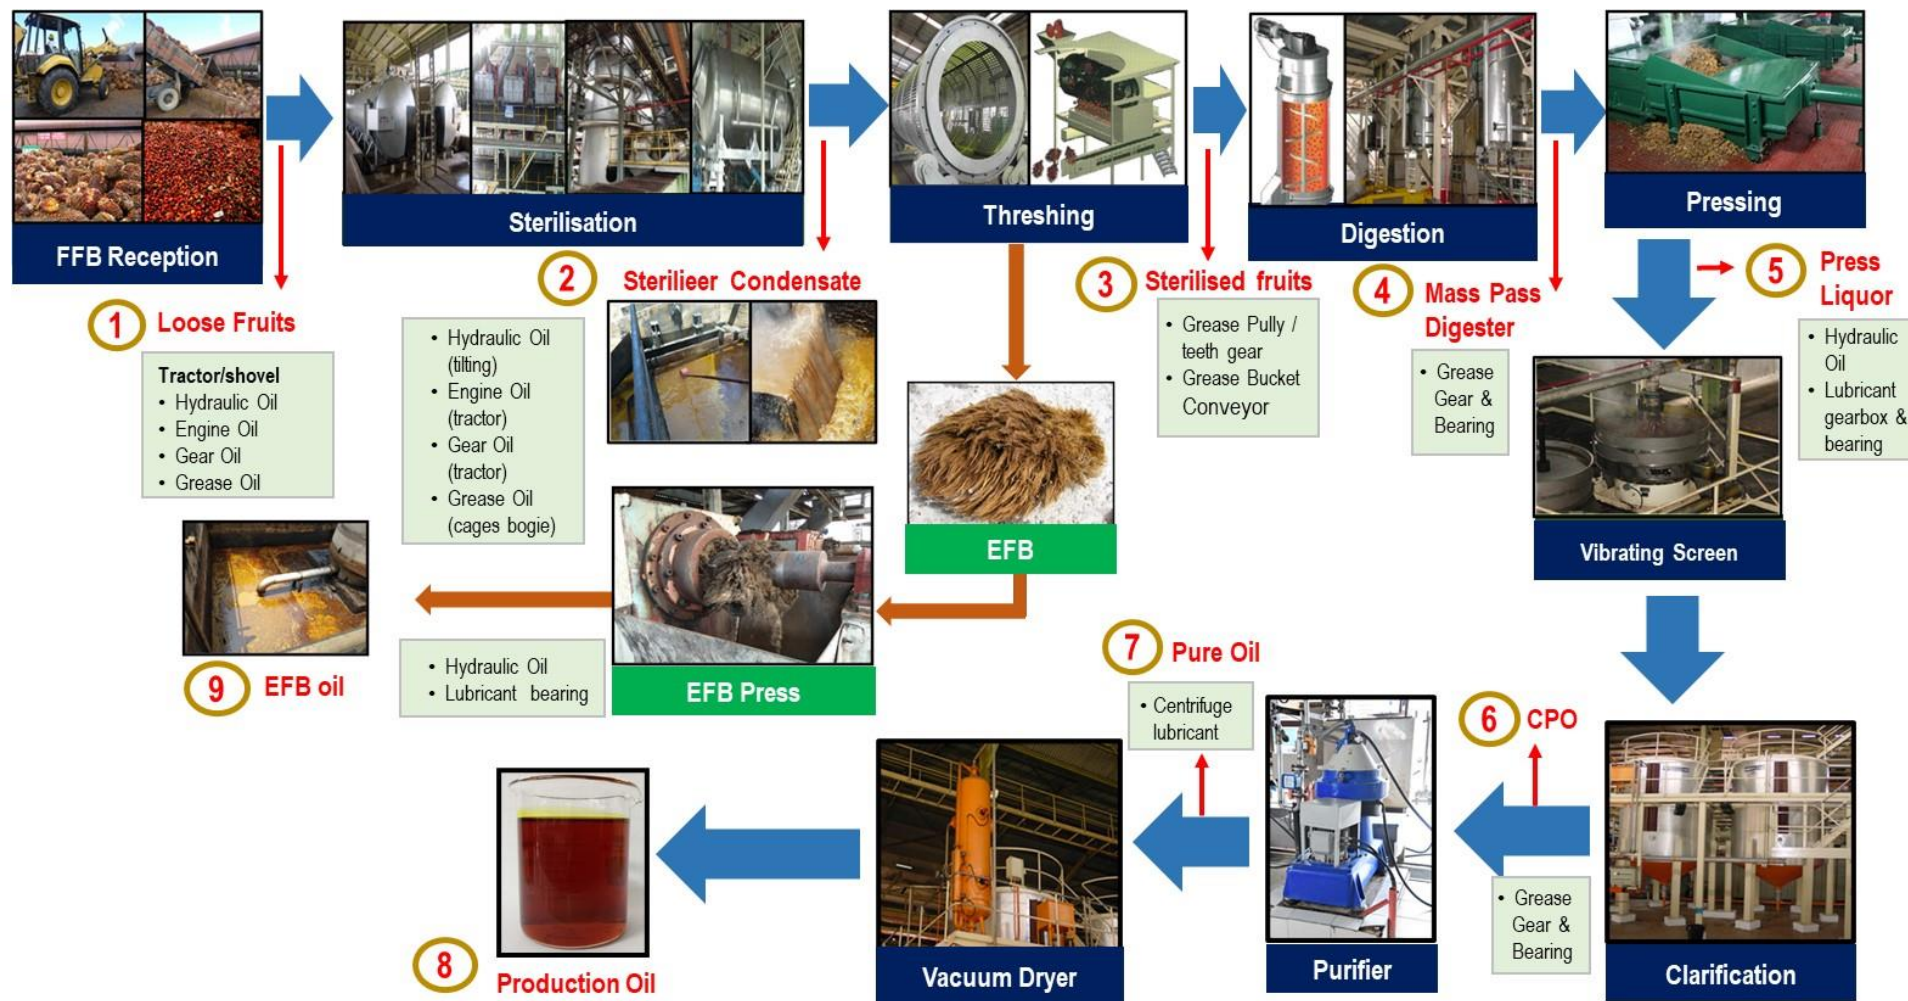 FFB Reception
Sterilisation
Threshing
Digestion
Pressing
1
Loose Fruits
Tractor/shovel
• Hydraulic Oil
• Engine Oil
• Gear Oil
• Grease Oil
2
Sterilieer Condensate
• Hydraulic Oil
(tilting)
• Engine Oil
(tractor)
• Gear Oil
(tractor)
• Grease Oil
(cages bogie)
3
Sterilised fruits
• Grease Pully /
teeth gear
• Grease Bucket
Conveyor
4
Mass Pass
Digester
• Grease
Gear &
Bearing
5
Press
Liquor
• Hydraulic
Oil
• Lubricant
gearbox &
bearing
Vibrating Screen
EFB
EFB Press
• Hydraulic Oil
• Lubricant bearing
9
EFB oil
Clarification
6
CPO
• Grease
Gear &
Bearing
Purifier
7
Pure Oil
• Centrifuge
lubricant
Vacuum Dryer
8
Production Oil